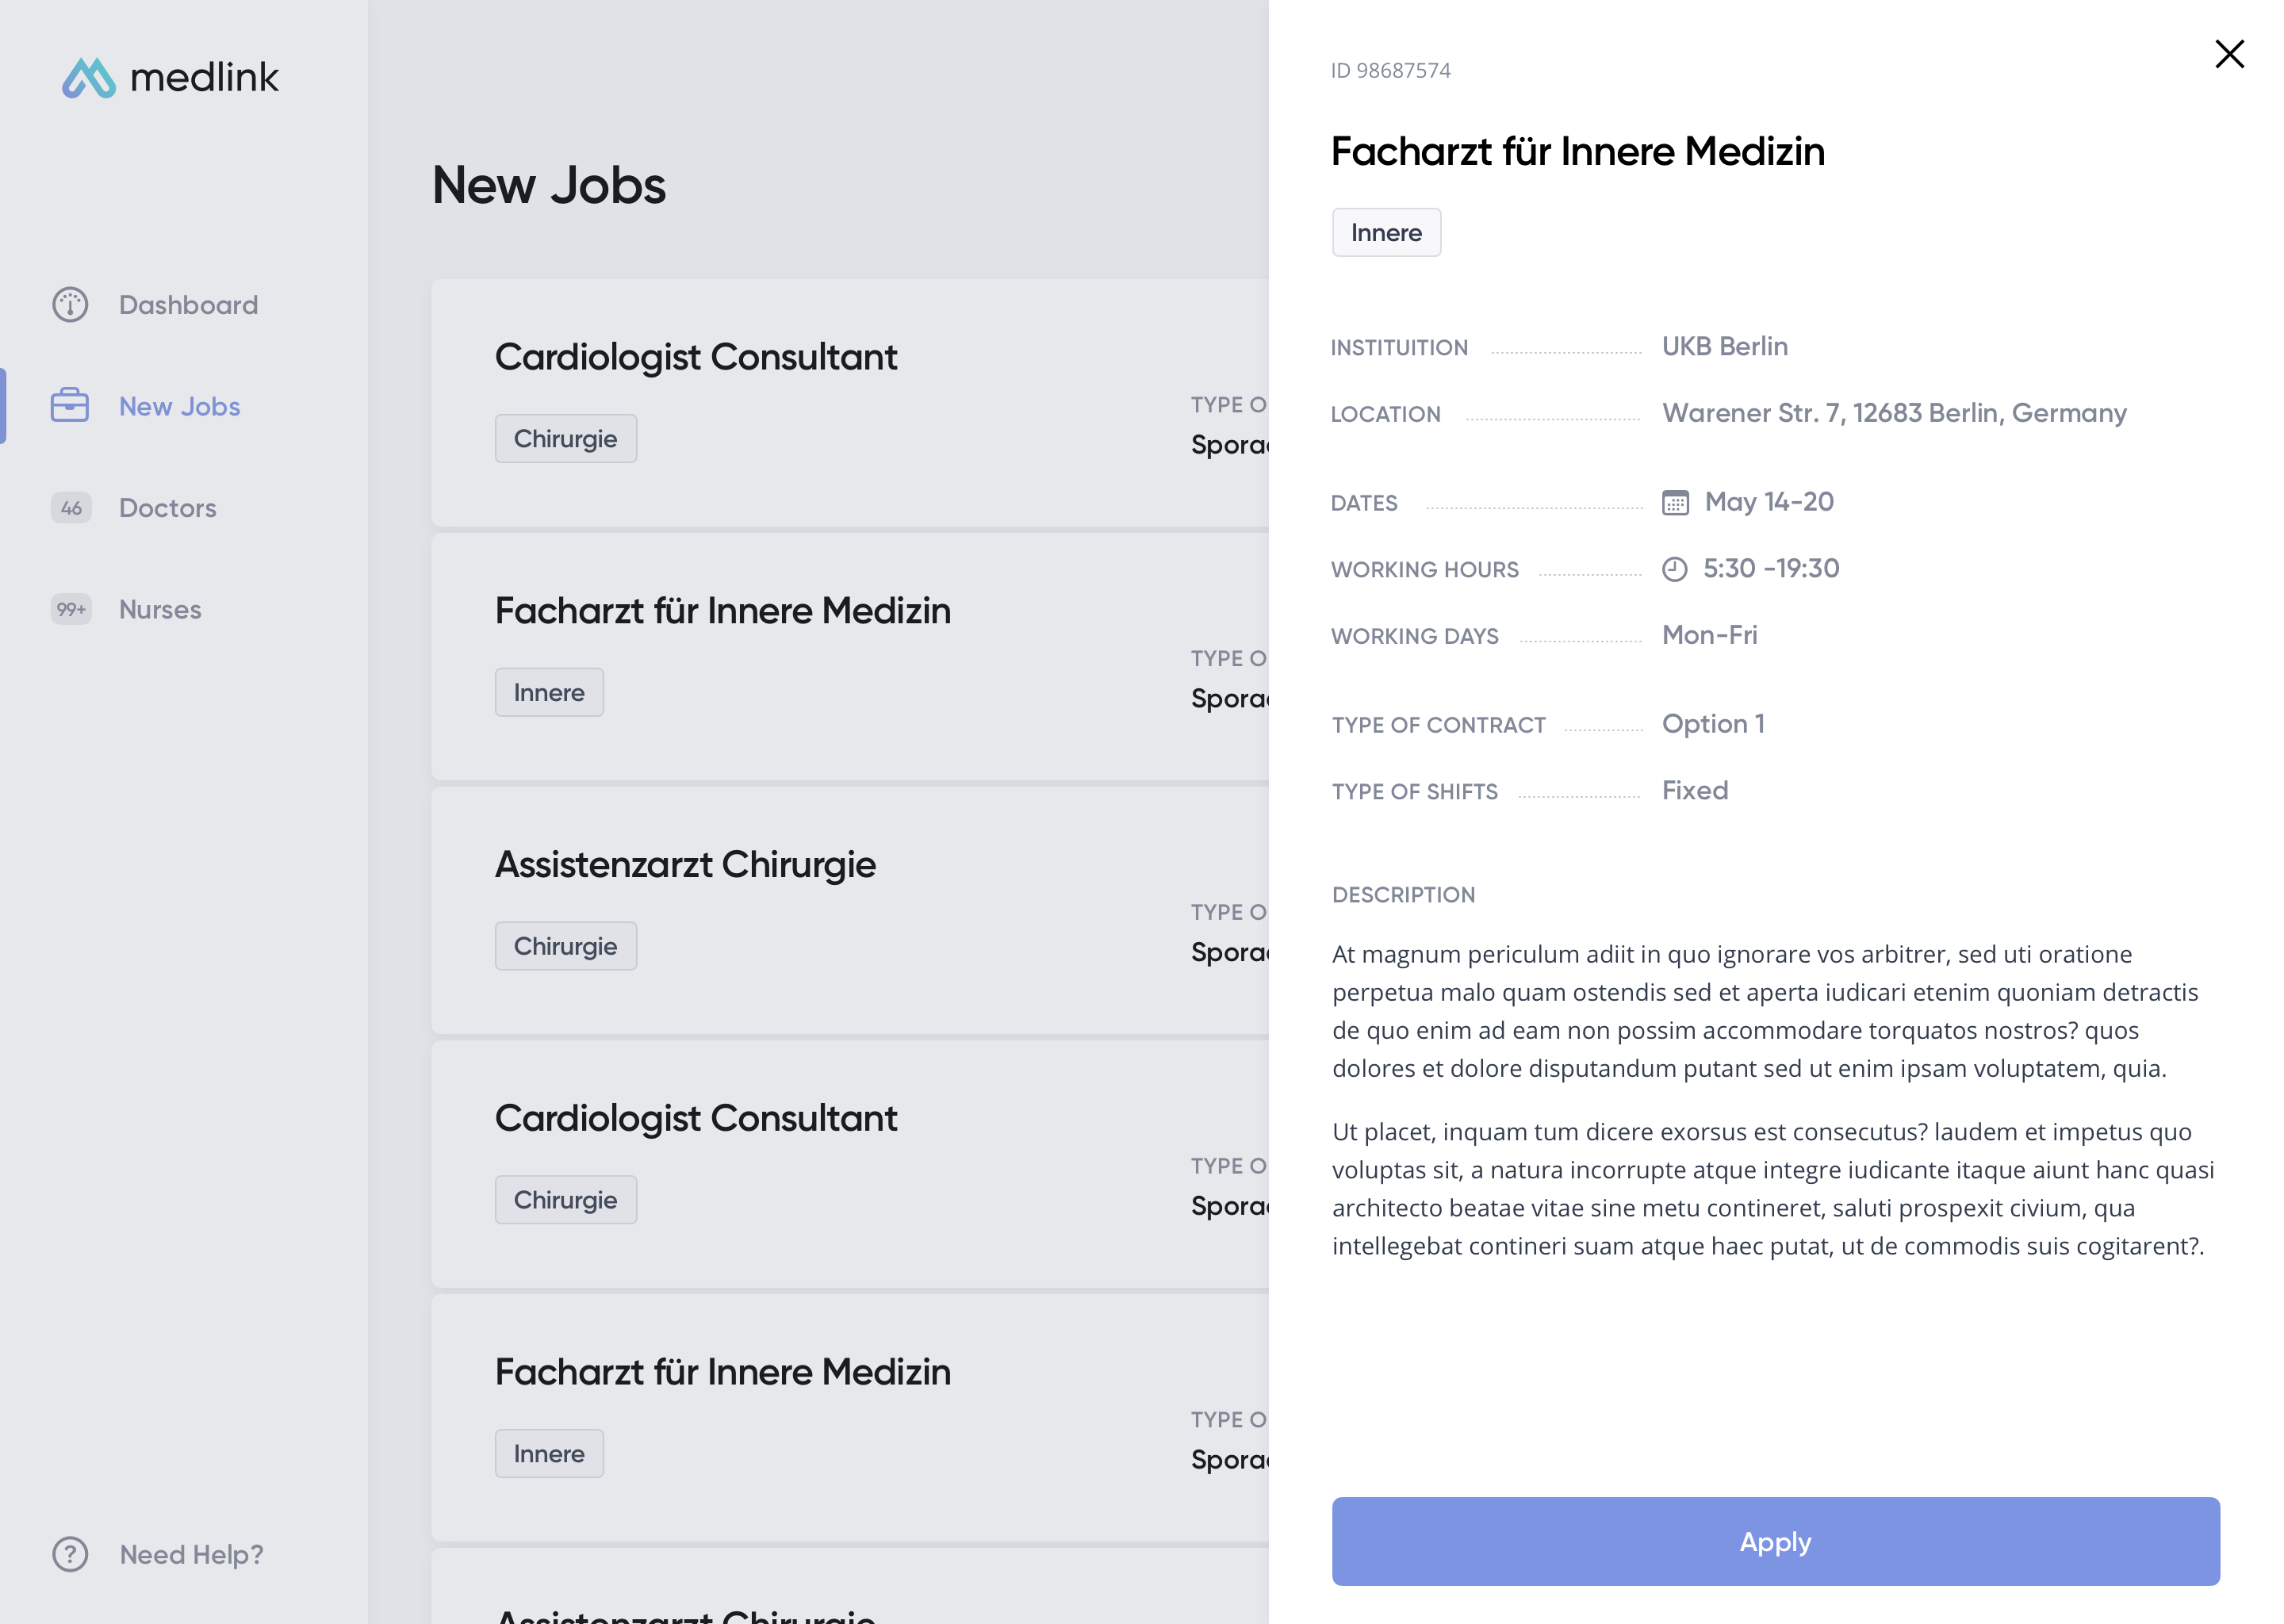 medlink
Dashboard
New Jobs
46 Doctors
99+ Nurses
Need Help?
New Jobs
Cardiologist Consultant
Chirurgie
TYPE O
Sporad
Facharzt für Innere Medizin
Innere
TYPE O
Sporad
Assistenzarzt Chirurgie
Chirurgie
TYPE O
Sporad
Cardiologist Consultant
Chirurgie
TYPE O
Sporad
Facharzt für Innere Medizin
Innere
TYPE O
Sporad
Assistenzarzt Chirurgie
ID 98687574
Facharzt für Innere Medizin
Innere
INSTITUITION UKB Berlin
LOCATION Warener Str. 7, 12683 Berlin, Germany
DATES May 14-20
WORKING HOURS 5:30 -19:30
WORKING DAYS Mon-Fri
TYPE OF CONTRACT Option 1
TYPE OF SHIFTS Fixed
DESCRIPTION
At magnum periculum adiit in quo ignorare vos arbitrer, sed uti oratione
perpetua malo quam ostendis sed et aperta iudicari etenim quoniam detractis
de quo enim ad eam non possim accommodare torquatos nostros? quos
dolores et dolore disputandum putant sed ut enim ipsam voluptatem, quia.
Ut placet, inquam tum dicere exorsus est consecutus? laudem et impetus quo
voluptas sit, a natura incorrupte atque integre iudicante itaque aiunt hanc quasi
architecto beatae vitae sine metu contineret, saluti prospexit civium, qua
intellegebat contineri suam atque haec putat, ut de commodis suis cogitarent?.
Apply